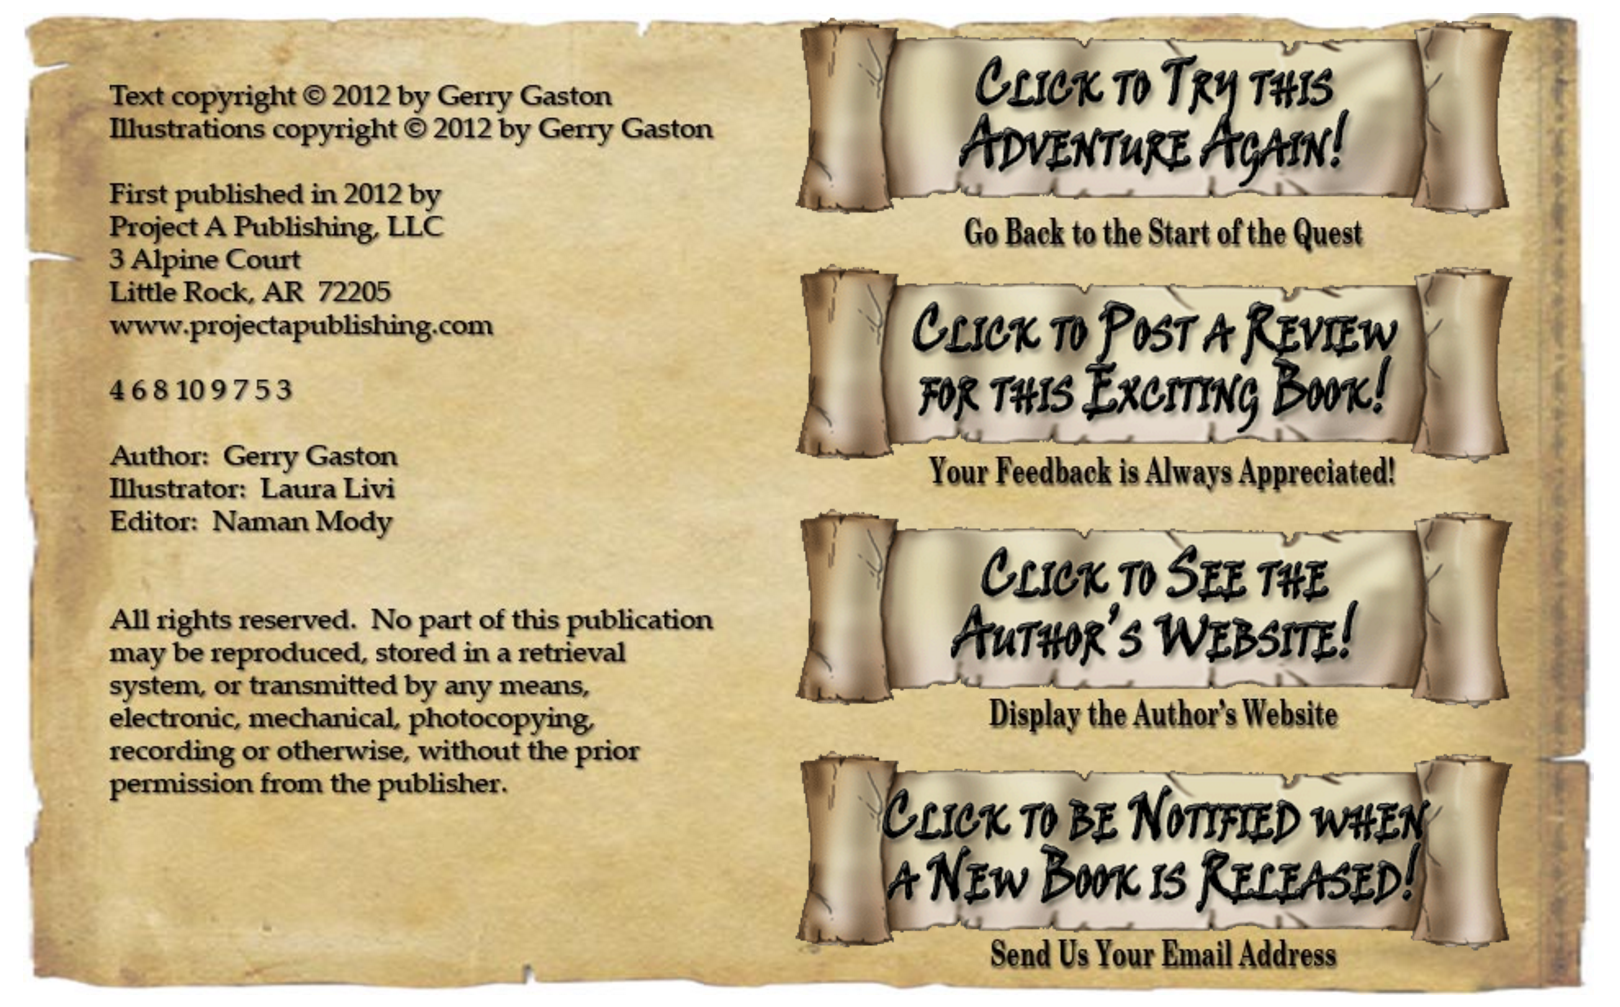 Text copyright © 2012 by Gerry Gaston
Illustrations copyright © 2012 by Gerry Gaston
First published in 2012 by
Project A Publishing, LLC
3 Alpine Court
Little Rock, AR  72205
www.projectapublishing.com
4 6 8 10 9 7 5 3
Author:  Gerry Gaston
Illustrator:  Laura Livi
Editor:  Naman Mody
All rights reserved.  No part of this publication
may be reproduced, stored in a retrieval
system, or transmitted by any means,
electronic, mechanical, photocopying,
recording or otherwise, without the prior
permission from the publisher.
Click to Try this
Adventure Again!
Go Back to the Start of the Quest
Click to Post a Review
for this Exciting Book!
Your Feedback is Always Appreciated!
Click to See the
Author's Website!
Display the Author's Website
Click to be Notified when
a New Book is Released!
Send Us Your Email Address